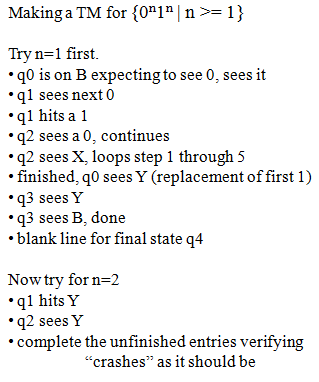 Making a TM for {0ⁿ1ⁿ | n >= 1}
Try n=1 first.
• q0 is on B expecting to see 0, sees it
• q1 sees next 0
• q1 hits a 1
• q2 sees a 0, continues
• q2 sees X, loops step 1 through 5
• finished, q0 sees Y (replacement of first 1)
• q3 sees Y
• q3 sees B, done
• blank line for final state q4
Now try for n=2
• q1 hits Y
• q2 sees Y
• complete the unfinished entries verifying
“crashes” as it should be